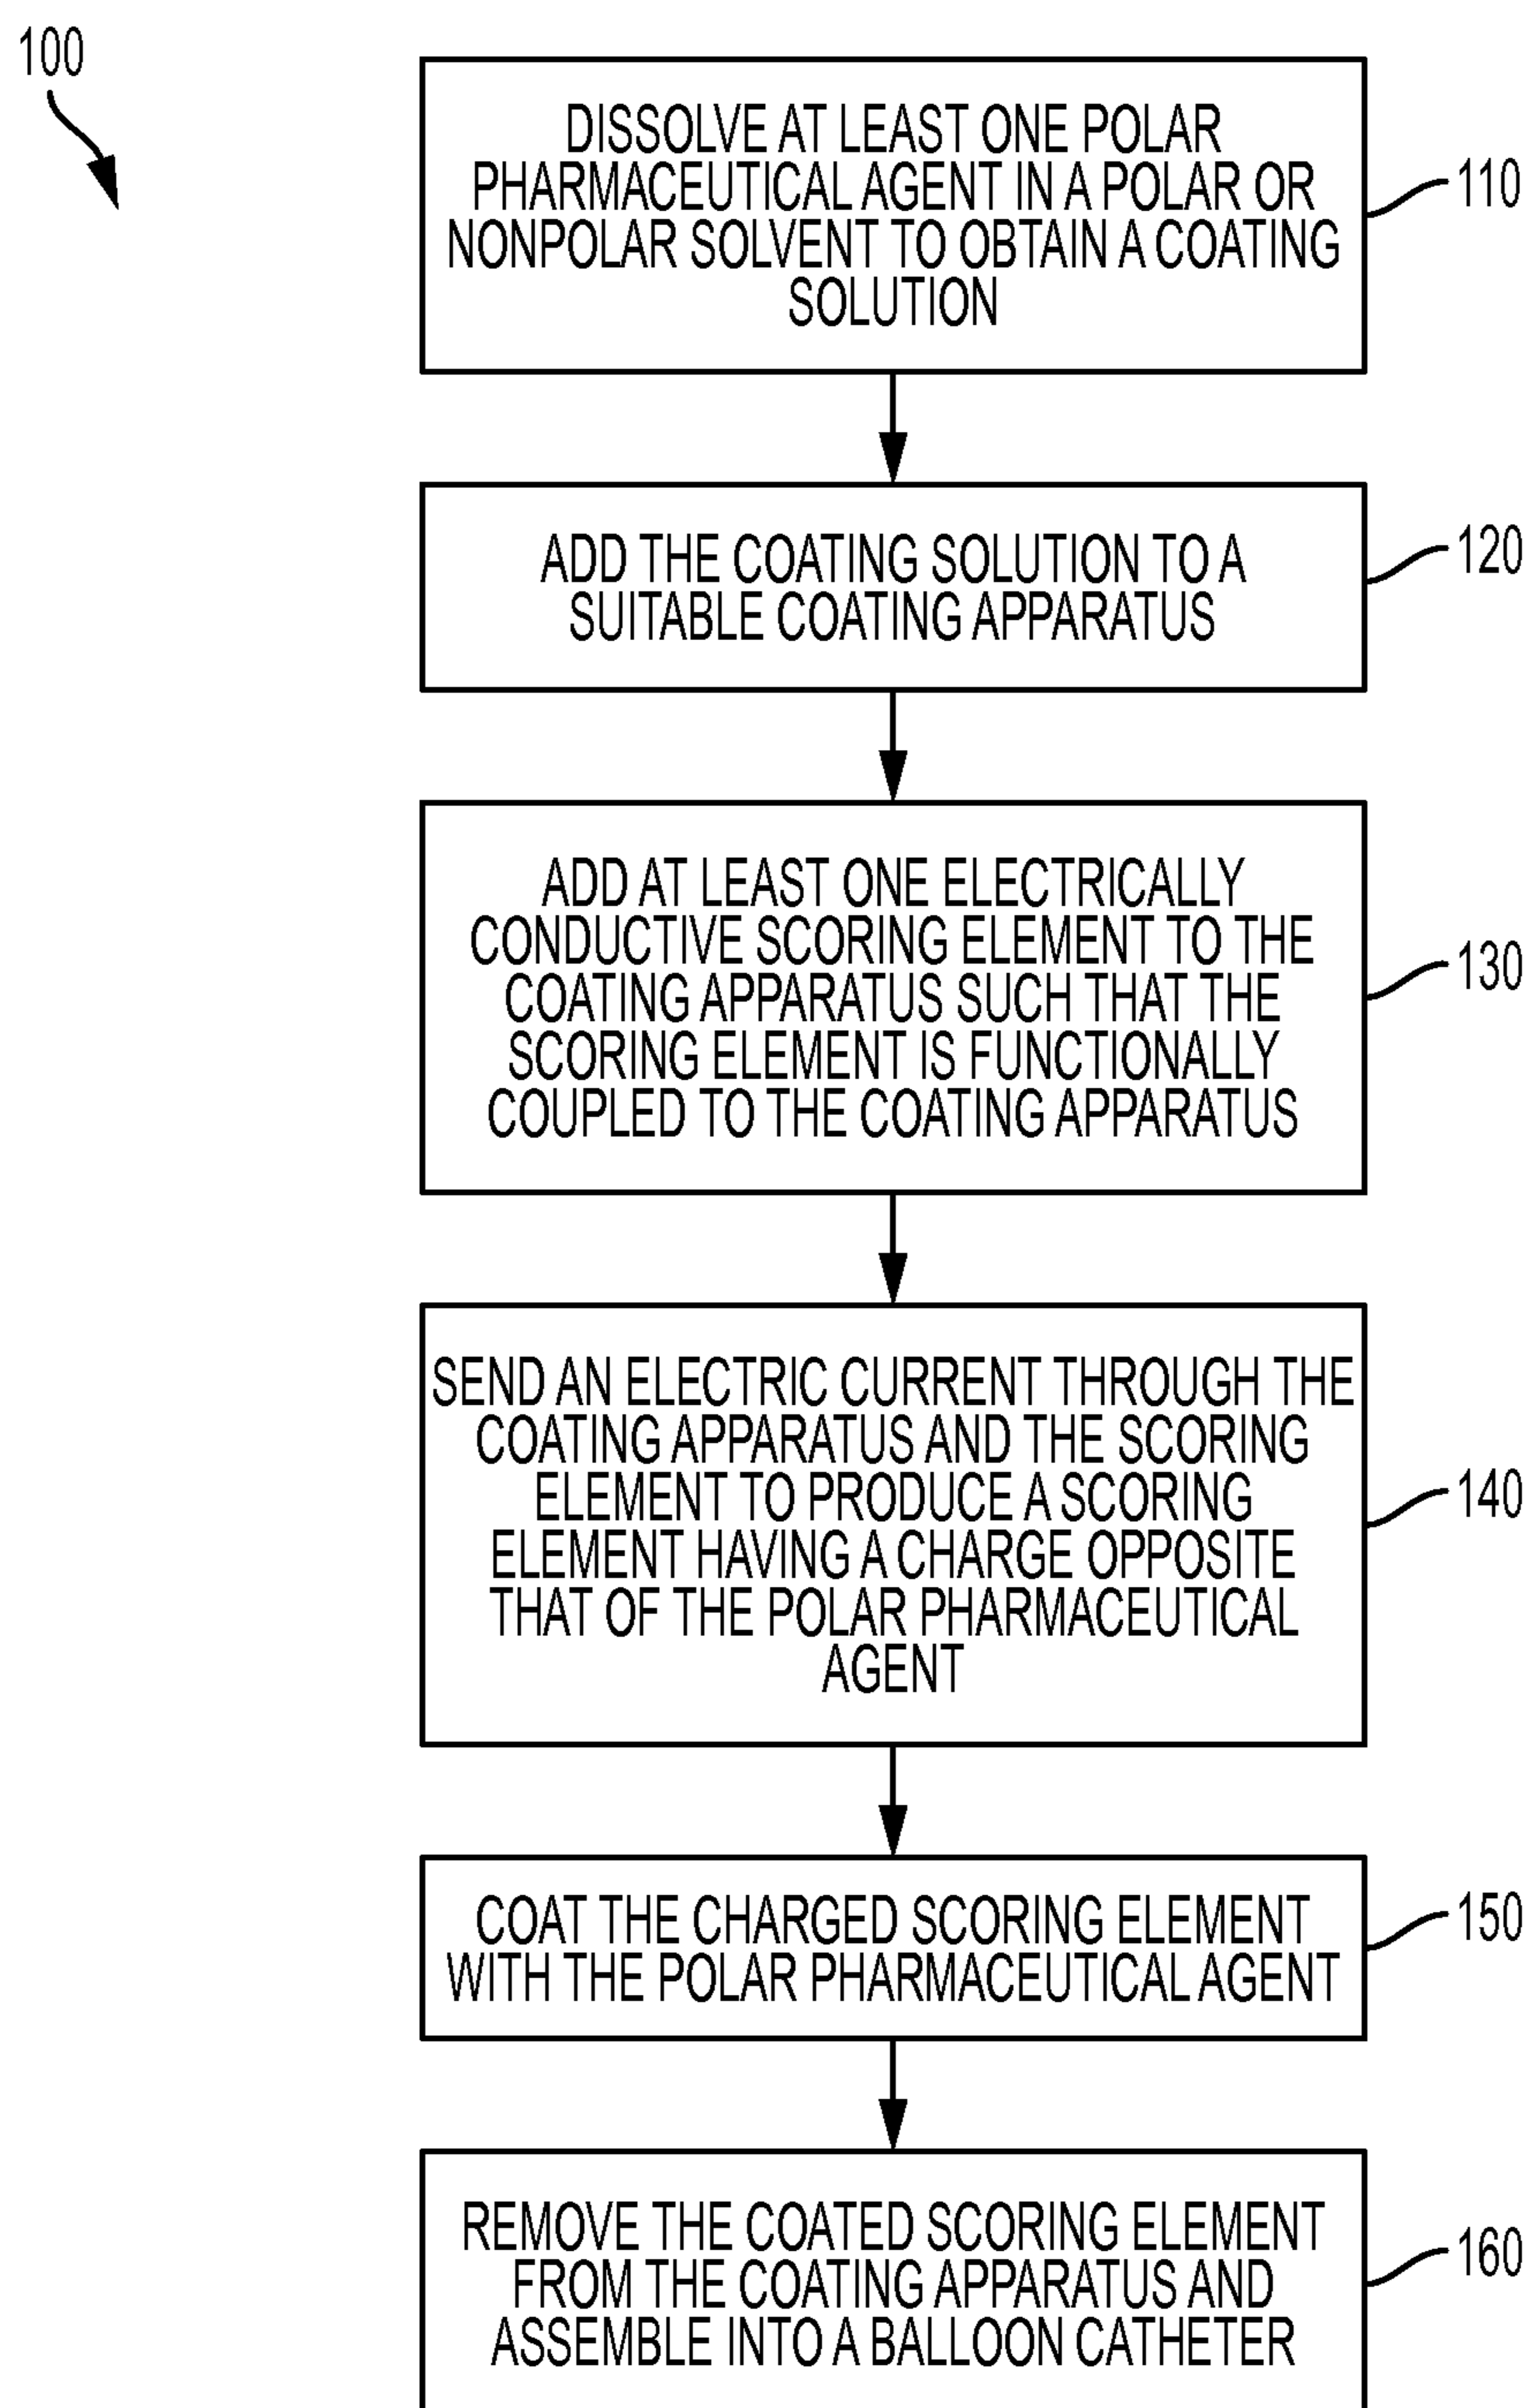 100
DISSOLVE AT LEAST ONE POLAR
PHARMACEUTICAL AGENT IN A POLAR OR
NONPOLAR SOLVENT TO OBTAIN A COATING
SOLUTION
110
ADD THE COATING SOLUTION TO A
SUITABLE COATING APPARATUS
120
ADD AT LEAST ONE ELECTRICALLY
CONDUCTIVE SCORING ELEMENT TO THE
COATING APPARATUS SUCH THAT THE
SCORING ELEMENT IS FUNCTIONALLY
COUPLED TO THE COATING APPARATUS
130
SEND AN ELECTRIC CURRENT THROUGH THE
COATING APPARATUS AND THE SCORING
ELEMENT TO PRODUCE A SCORING
ELEMENT HAVING A CHARGE OPPOSITE
THAT OF THE POLAR PHARMACEUTICAL
AGENT
140
COAT THE CHARGED SCORING ELEMENT
WITH THE POLAR PHARMACEUTICAL AGENT
150
REMOVE THE COATED SCORING ELEMENT
FROM THE COATING APPARATUS AND
ASSEMBLE INTO A BALLOON CATHETER
160